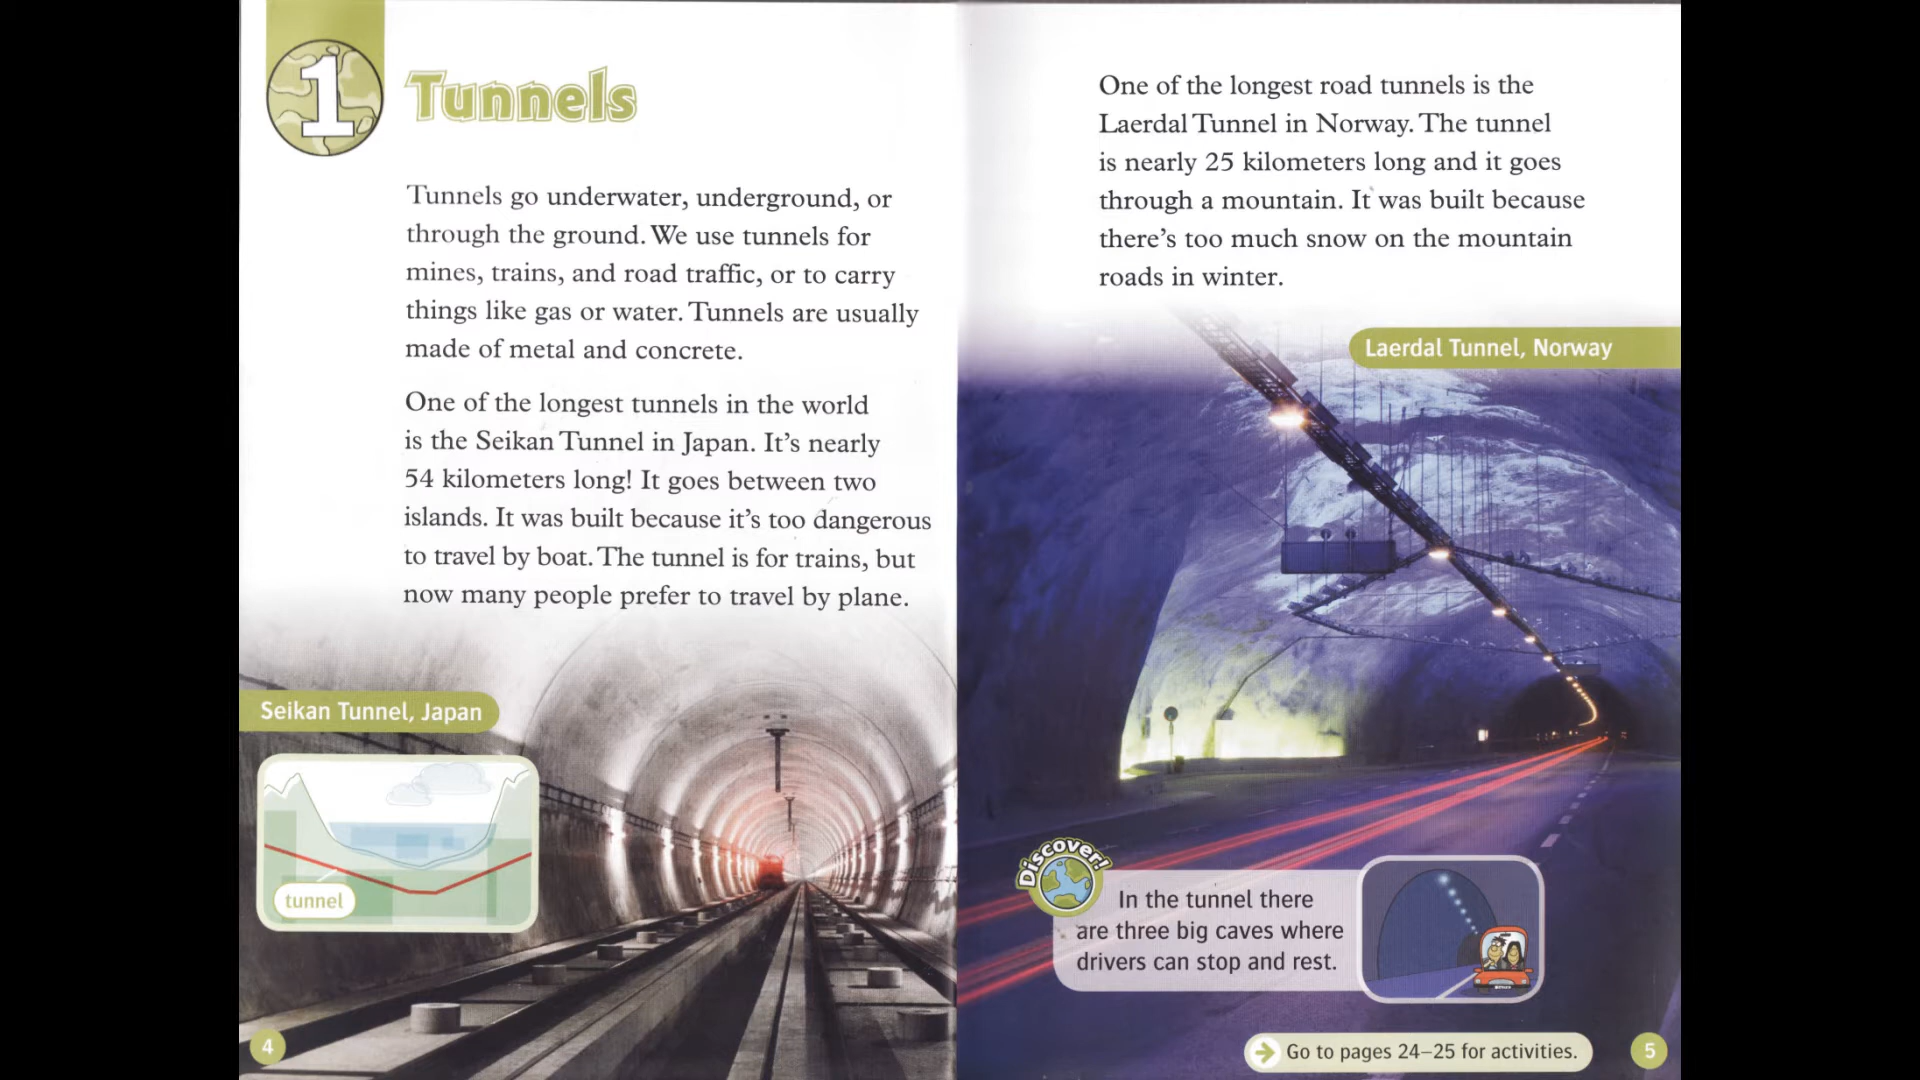 1
Tunnels
Tunnels go underwater, underground, or
through the ground. We use tunnels for
mines, trains, and road traffic, or to carry
things like gas or water. Tunnels are usually
made of metal and concrete.
One of the longest tunnels in the world
is the Seikan Tunnel in Japan. It's nearly
54 kilometers long! It goes between two
islands. It was built because it's too dangerous
to travel by boat. The tunnel is for trains, but
now many people prefer to travel by plane.
Seikan Tunnel, Japan
tunnel
4
One of the longest road tunnels is the
Laerdal Tunnel in Norway. The tunnel
is nearly 25 kilometers long and it goes
through a mountain. It was built because
there's too much snow on the mountain
roads in winter.
Laerdal Tunnel, Norway
Discover!
In the tunnel there
are three big caves where
drivers can stop and rest.
Go to pages 24–25 for activities.
5